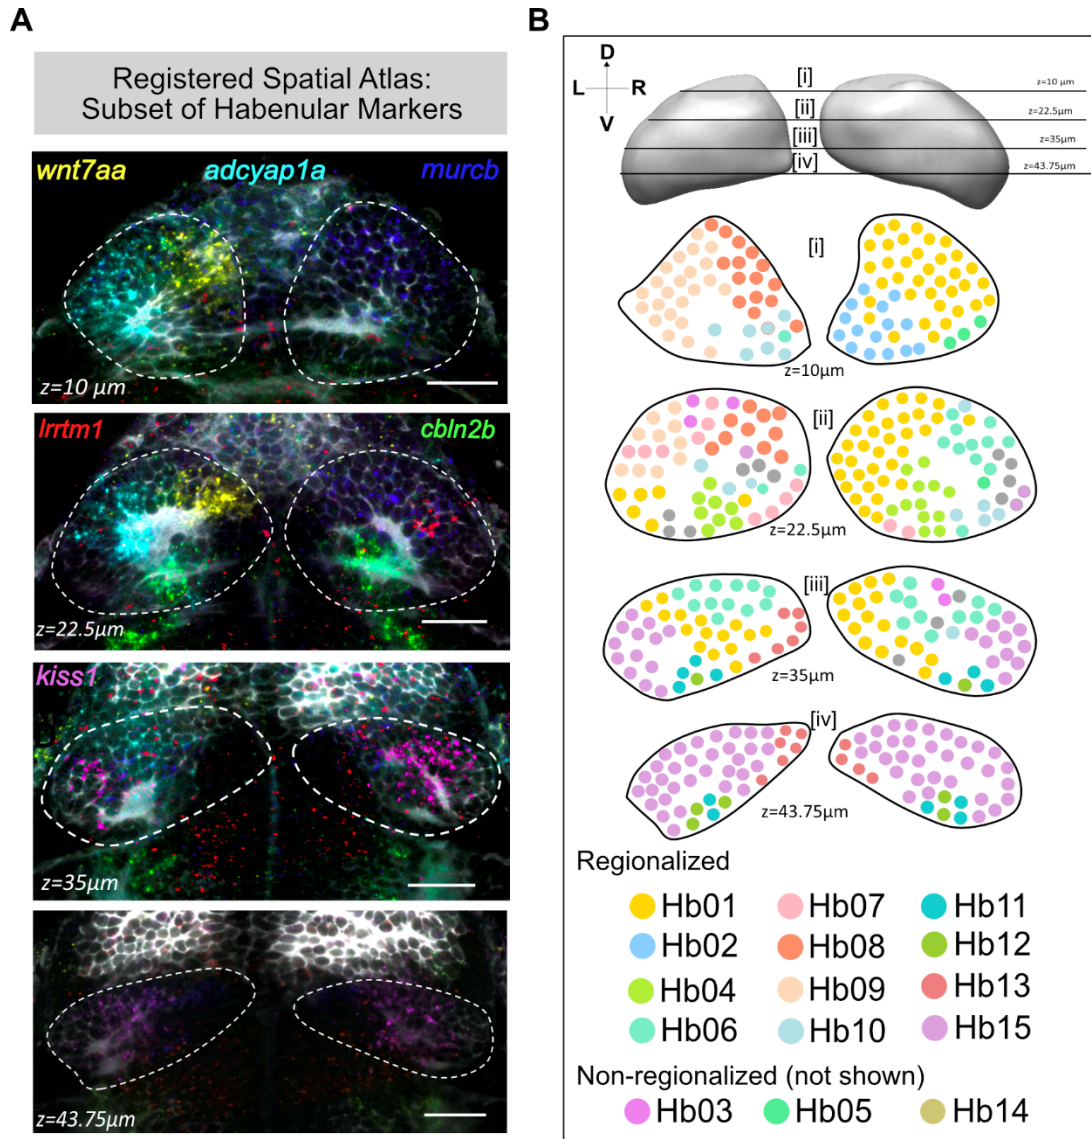 A
Registered Spatial Atlas:
Subset of Habenular Markers
wnt7aa adcyap1a murcb
z=10 µm
lrrtm1 cbln2b
z=22.5µm
kiss1
z=35µm
z=43.75µm
B
D
L R
V
[i] z=10 µm
[ii] z=22.5µm
[iii] z=35µm
[iv] z=43.75µm
[i]
z=10µm
[ii]
z=22.5µm
[iii]
z=35µm
[iv]
z=43.75µm
Regionalized
Hb01 Hb07 Hb11
Hb02 Hb08 Hb12
Hb04 Hb09 Hb13
Hb06 Hb10 Hb15
Non-regionalized (not shown)
Hb03 Hb05 Hb14